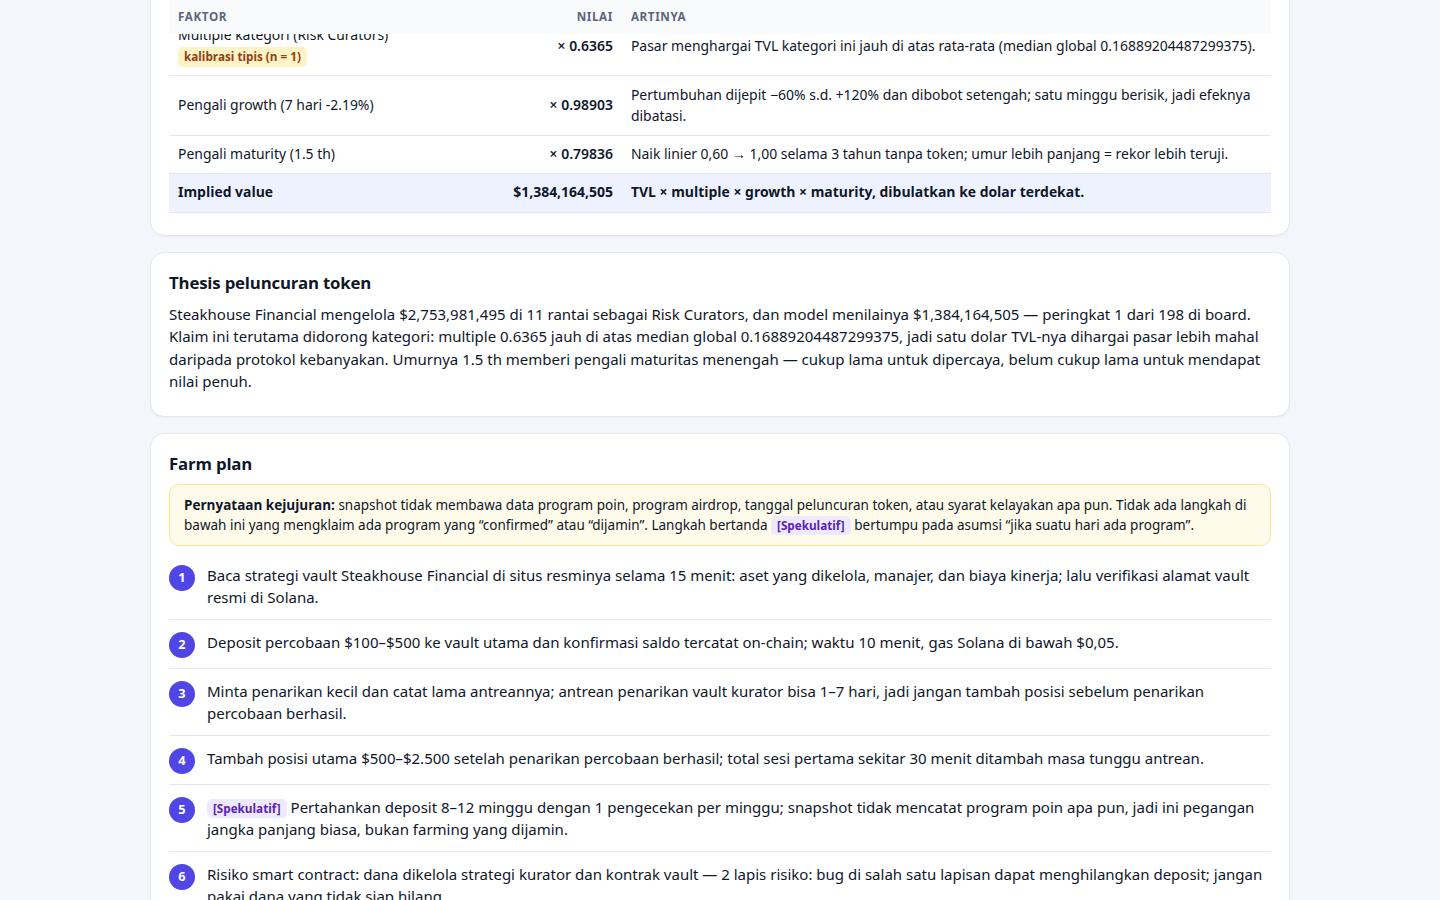 FAKTOR NILAI ARTINYA
Multiple kategori (Risk Curators)
kalibrasi tipis (n = 1) × 0.6365 Pasar menghargai TVL kategori ini jauh di atas rata-rata (median global 0.16889204487299375).
Pengali growth (7 hari -2.19%) × 0.98903 Pertumbuhan dijepit −60% s.d. +120% dan dibobot setengah; satu minggu berisik, jadi efeknya
dibatasi.
Pengali maturity (1.5 th) × 0.79836 Naik linier 0,60 → 1,00 selama 3 tahun tanpa token; umur lebih panjang = rekor lebih teruji.
Implied value $1,384,164,505 TVL × multiple × growth × maturity, dibulatkan ke dolar terdekat.
Thesis peluncuran token
Steakhouse Financial mengelola $2,753,981,495 di 11 rantai sebagai Risk Curators, dan model menilainya $1,384,164,505 — peringkat 1 dari 198 di board.
Klaim ini terutama didorong kategori: multiple 0.6365 jauh di atas median global 0.16889204487299375, jadi satu dolar TVL-nya dihargai pasar lebih mahal
daripada protokol kebanyakan. Umurnya 1.5 th memberi pengali maturitas menengah — cukup lama untuk dipercaya, belum cukup lama untuk mendapat
nilai penuh.
Farm plan
Pernyataan kejujuran: snapshot tidak membawa data program poin, program airdrop, tanggal peluncuran token, atau syarat kelayakan apa pun. Tidak ada langkah di
bawah ini yang mengklaim ada program yang “confirmed” atau “dijamin”. Langkah bertanda [Spekulatif] bertumpu pada asumsi “jika suatu hari ada program”.
1 Baca strategi vault Steakhouse Financial di situs resminya selama 15 menit: aset yang dikelola, manajer, dan biaya kinerja; lalu verifikasi alamat vault
resmi di Solana.
2 Deposit percobaan $100–$500 ke vault utama dan konfirmasi saldo tercatat on-chain; waktu 10 menit, gas Solana di bawah $0,05.
3 Minta penarikan kecil dan catat lama antreannya; antrean penarikan vault kurator bisa 1–7 hari, jadi jangan tambah posisi sebelum penarikan
percobaan berhasil.
4 Tambah posisi utama $500–$2.500 setelah penarikan percobaan berhasil; total sesi pertama sekitar 30 menit ditambah masa tunggu antrean.
5 [Spekulatif] Pertahankan deposit 8–12 minggu dengan 1 pengecekan per minggu; snapshot tidak mencatat program poin apa pun, jadi ini pegangan
jangka panjang biasa, bukan farming yang dijamin.
6 Risiko smart contract: dana dikelola strategi kurator dan kontrak vault — 2 lapis risiko: bug di salah satu lapisan dapat menghilangkan deposit; jangan
pakai dana yang tidak siap hilang.